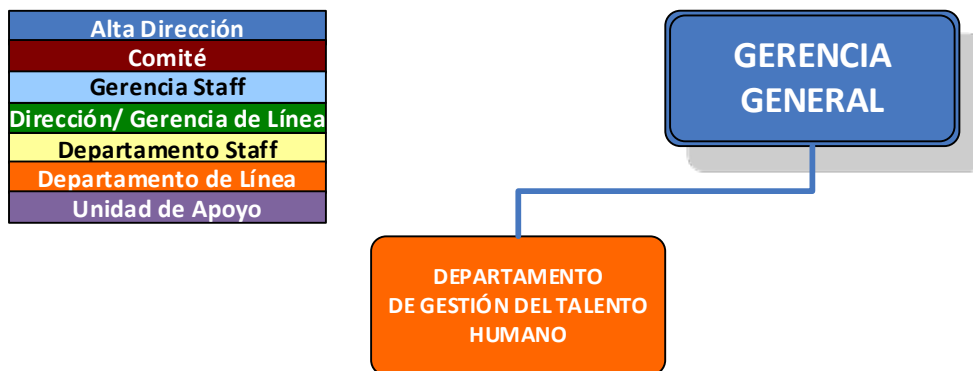 Alta Dirección
Comité
Gerencia Staff
Dirección/ Gerencia de Línea
Departamento Staff
Departamento de Línea
Unidad de Apoyo
GERENCIA
GENERAL
DEPARTAMENTO
DE GESTIÓN DEL TALENTO
HUMANO